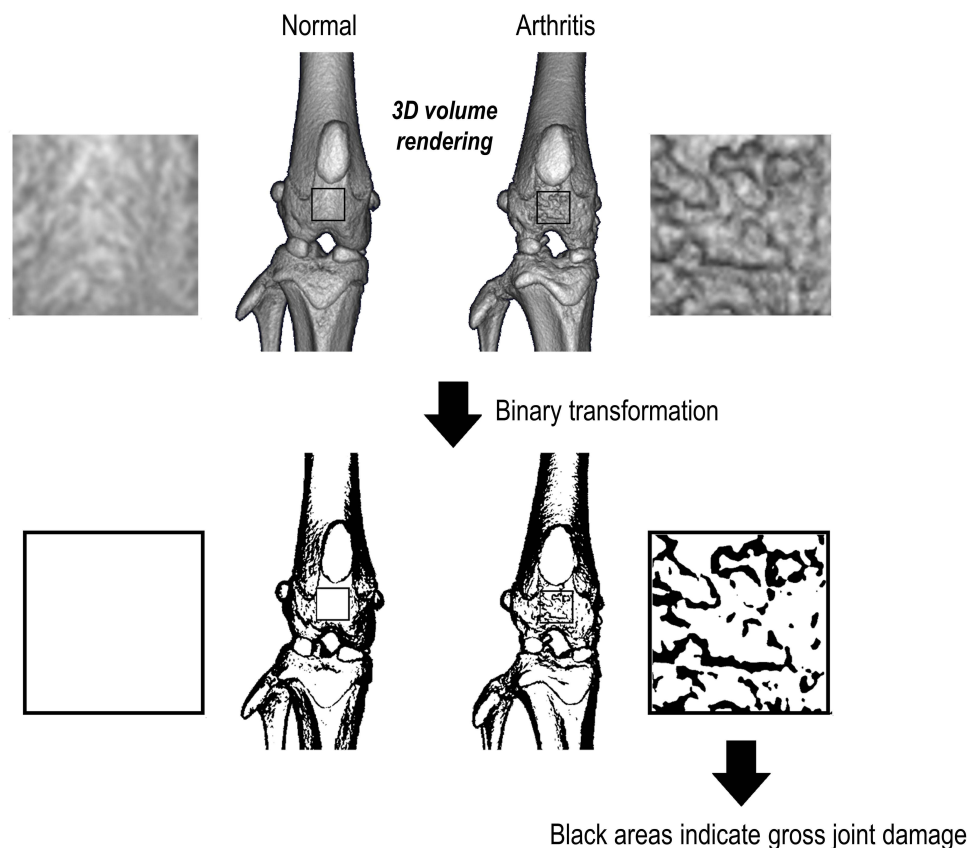 Normal
Arthritis
3D volume
rendering
Binary transformation
Black areas indicate gross joint damage